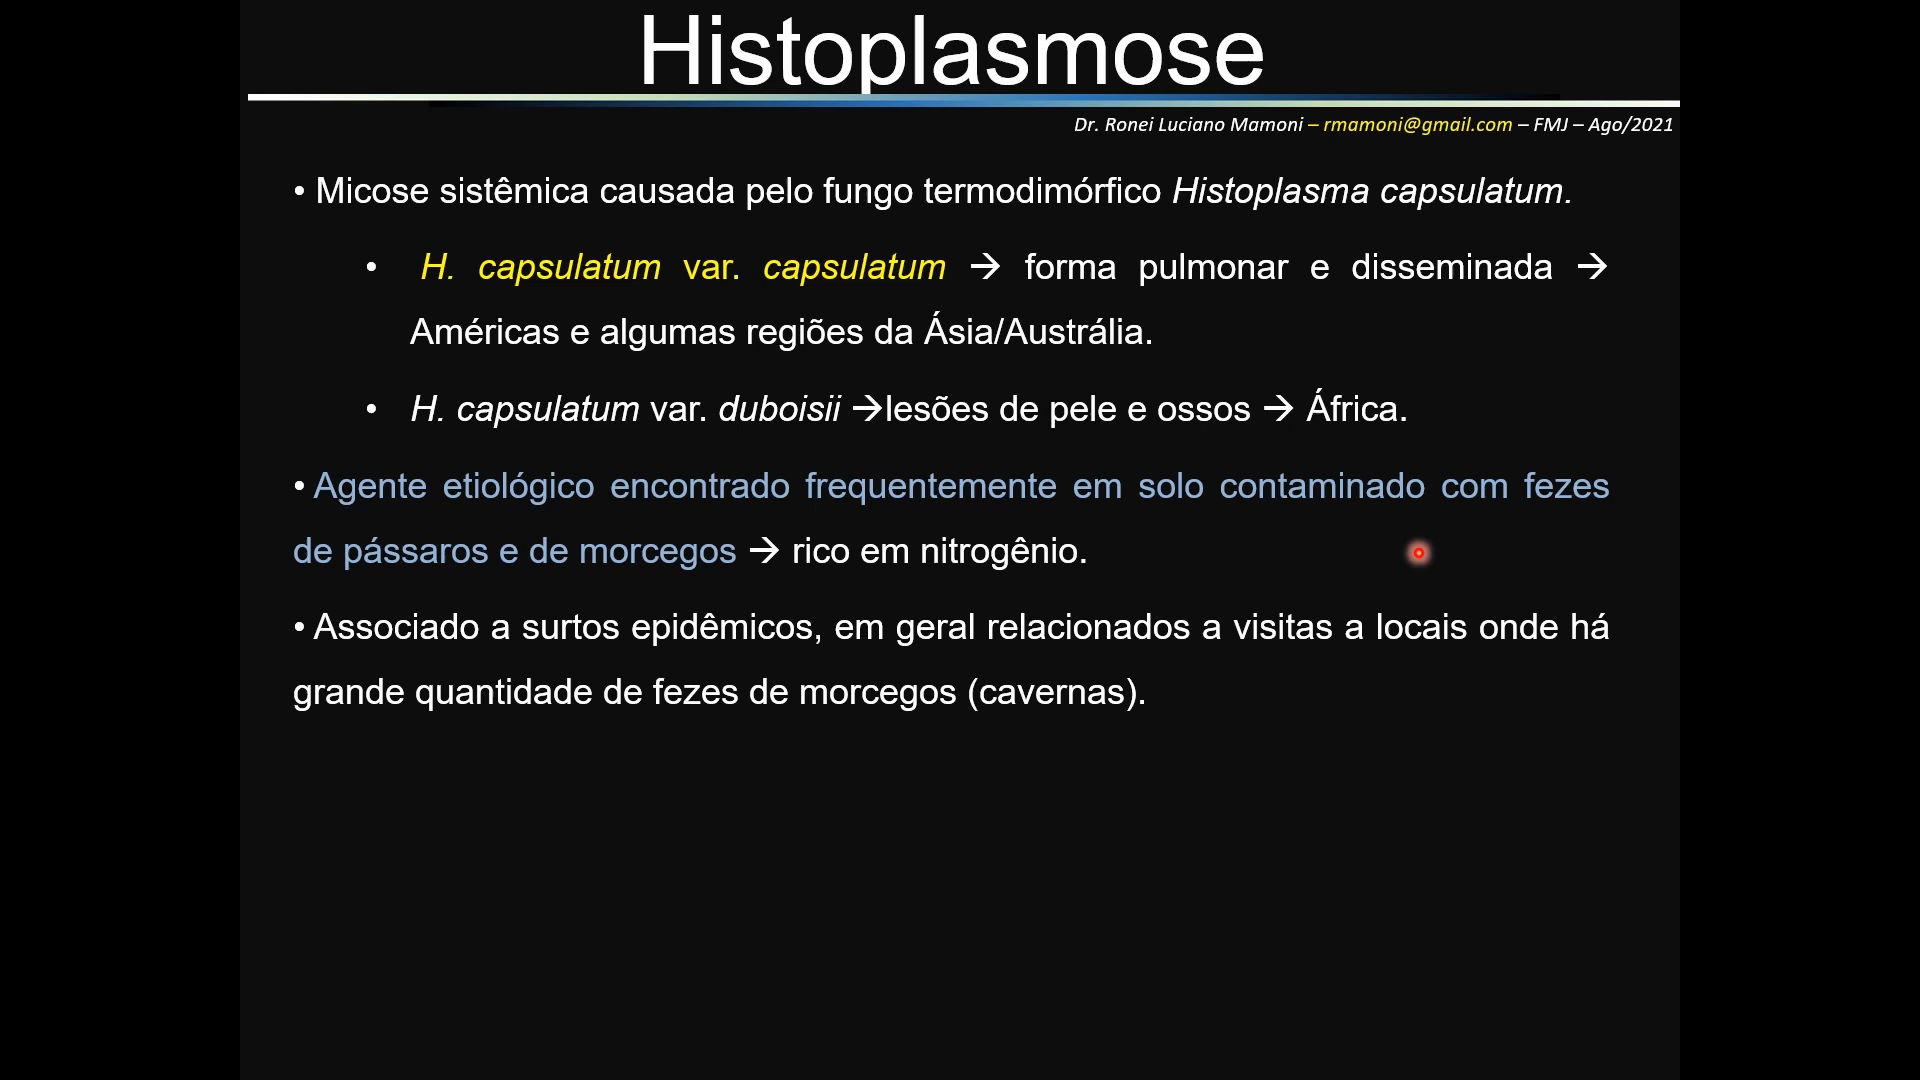 Histoplasmose
Dr. Ronei Luciano Mamoni – rmamoni@gmail.com – FMJ – Ago/2021
• Micose sistêmica causada pelo fungo termodimórfico Histoplasma capsulatum.
• H. capsulatum var. capsulatum → forma pulmonar e disseminada →
Américas e algumas regiões da Ásia/Austrália.
• H. capsulatum var. duboisii →lesões de pele e ossos → África.
• Agente etiológico encontrado frequentemente em solo contaminado com fezes
de pássaros e de morcegos → rico em nitrogênio.
• Associado a surtos epidêmicos, em geral relacionados a visitas a locais onde há
grande quantidade de fezes de morcegos (cavernas).